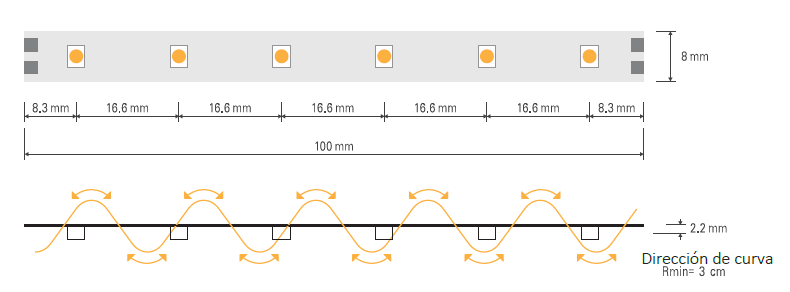 8 mm
8.3 mm 16.6 mm 16.6 mm 16.6 mm 16.6 mm 16.6 mm 8.3 mm
100 mm
2.2 mm
Dirección de curva
Rmin= 3 cm